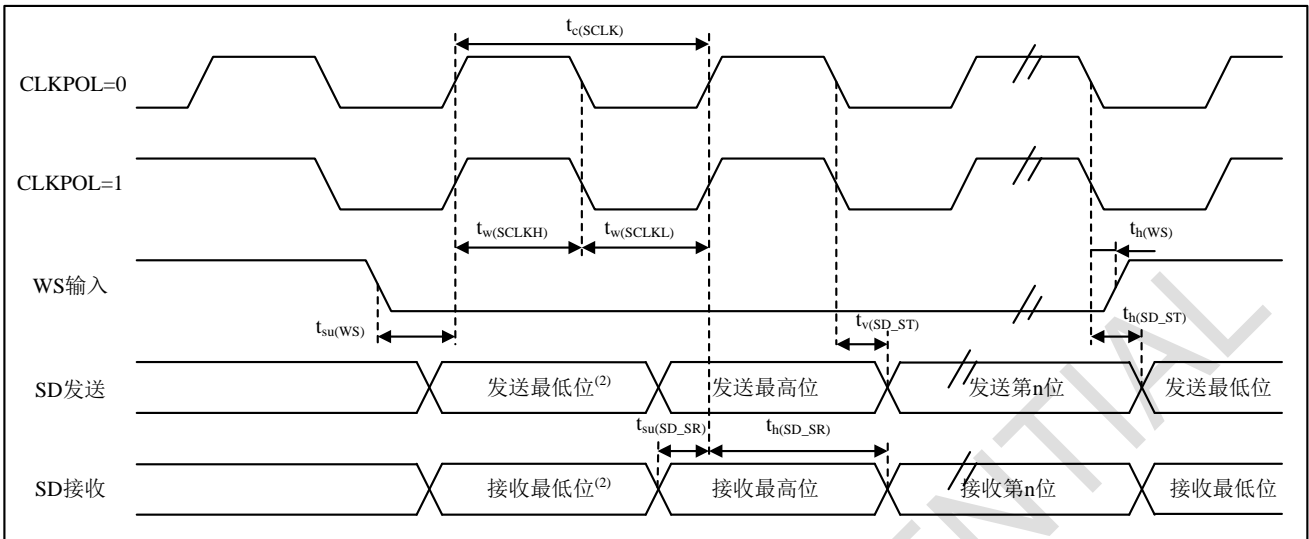 t_c(SCLK)
CLKPOL=0
CLKPOL=1
t_w(SCLKH) t_w(SCLKL)
t_h(WS)
WS输入
t_su(WS)
t_v(SD_ST)
t_h(SD_ST)
SD发送 发送最低位(2) 发送最高位 发送第n位 发送最低位
t_su(SD_SR) t_h(SD_SR)
SD接收 接收最低位(2) 接收最高位 接收第n位 接收最低位
ENTIAL